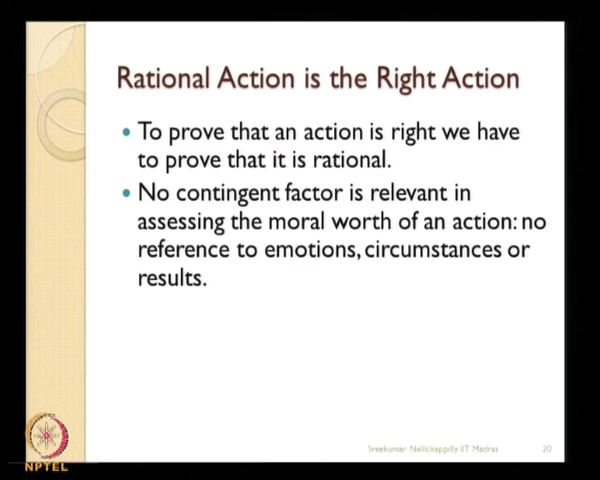 Rational Action is the Right Action
• To prove that an action is right we have
to prove that it is rational.
• No contingent factor is relevant in
assessing the moral worth of an action: no
reference to emotions, circumstances or
results.
Sreekumar Nellickappilly IIT Madras
20
NPTEL